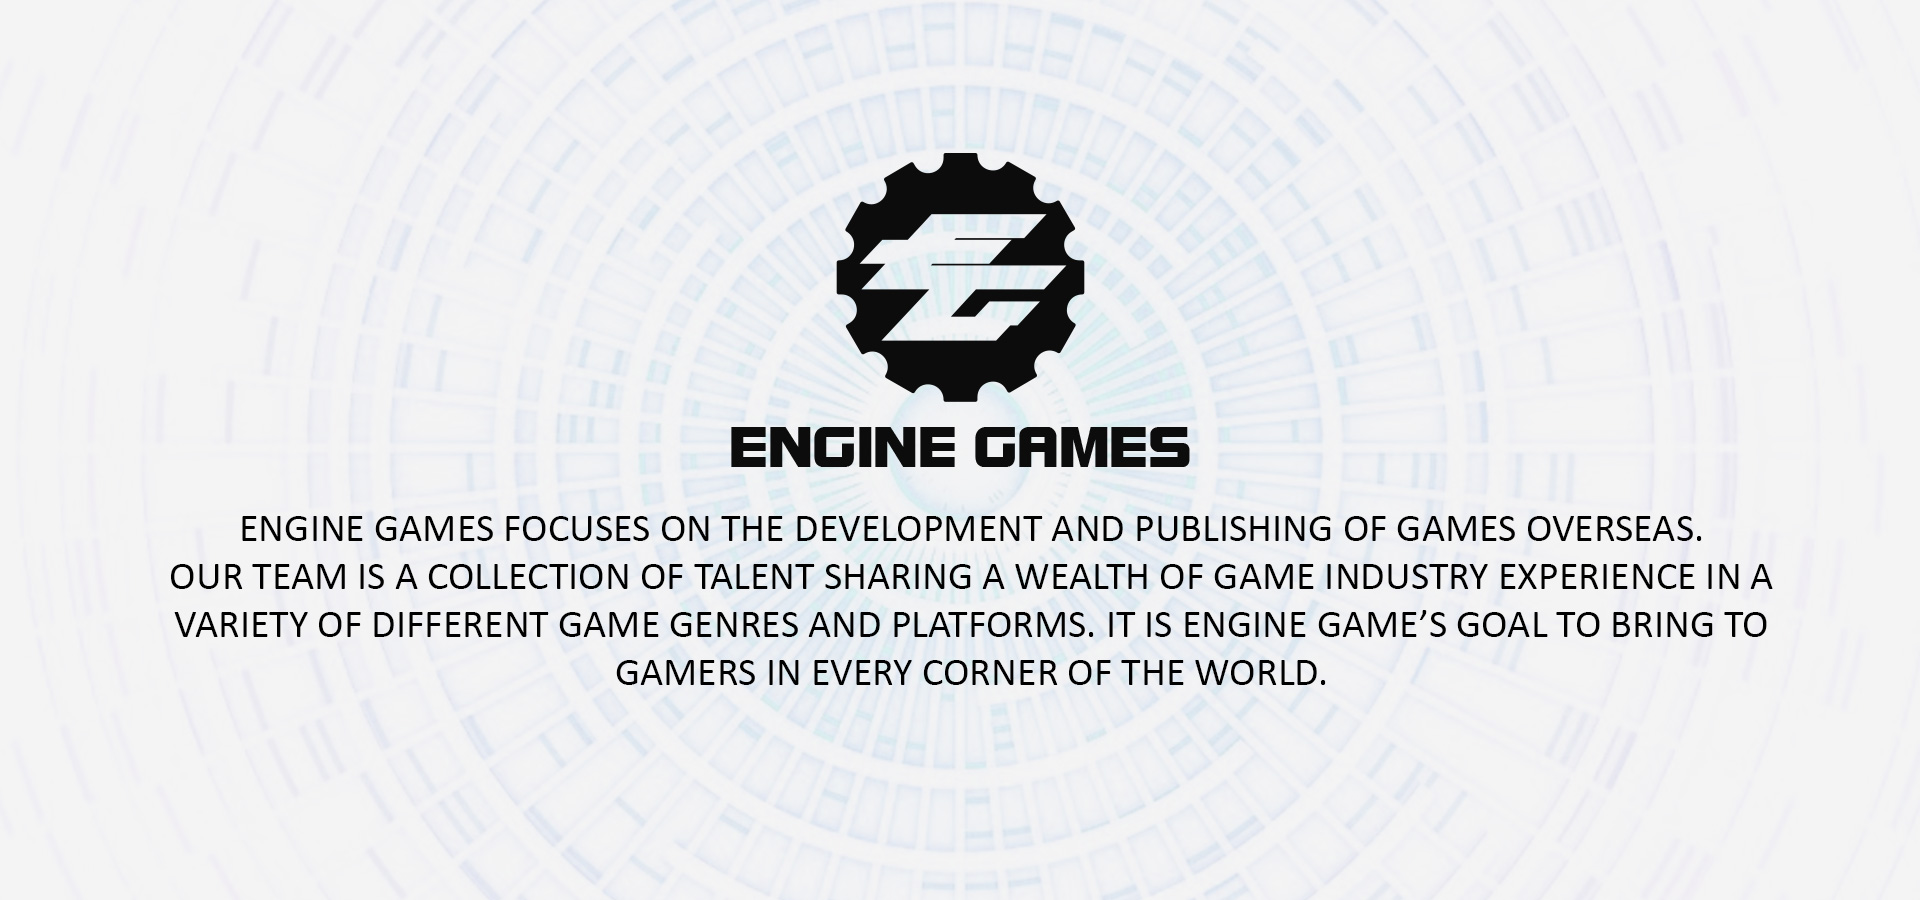 ENGINE GAMES
ENGINE GAMES FOCUSES ON THE DEVELOPMENT AND PUBLISHING OF GAMES OVERSEAS.
OUR TEAM IS A COLLECTION OF TALENT SHARING A WEALTH OF GAME INDUSTRY EXPERIENCE IN A
VARIETY OF DIFFERENT GAME GENRES AND PLATFORMS. IT IS ENGINE GAME’S GOAL TO BRING TO
GAMERS IN EVERY CORNER OF THE WORLD.